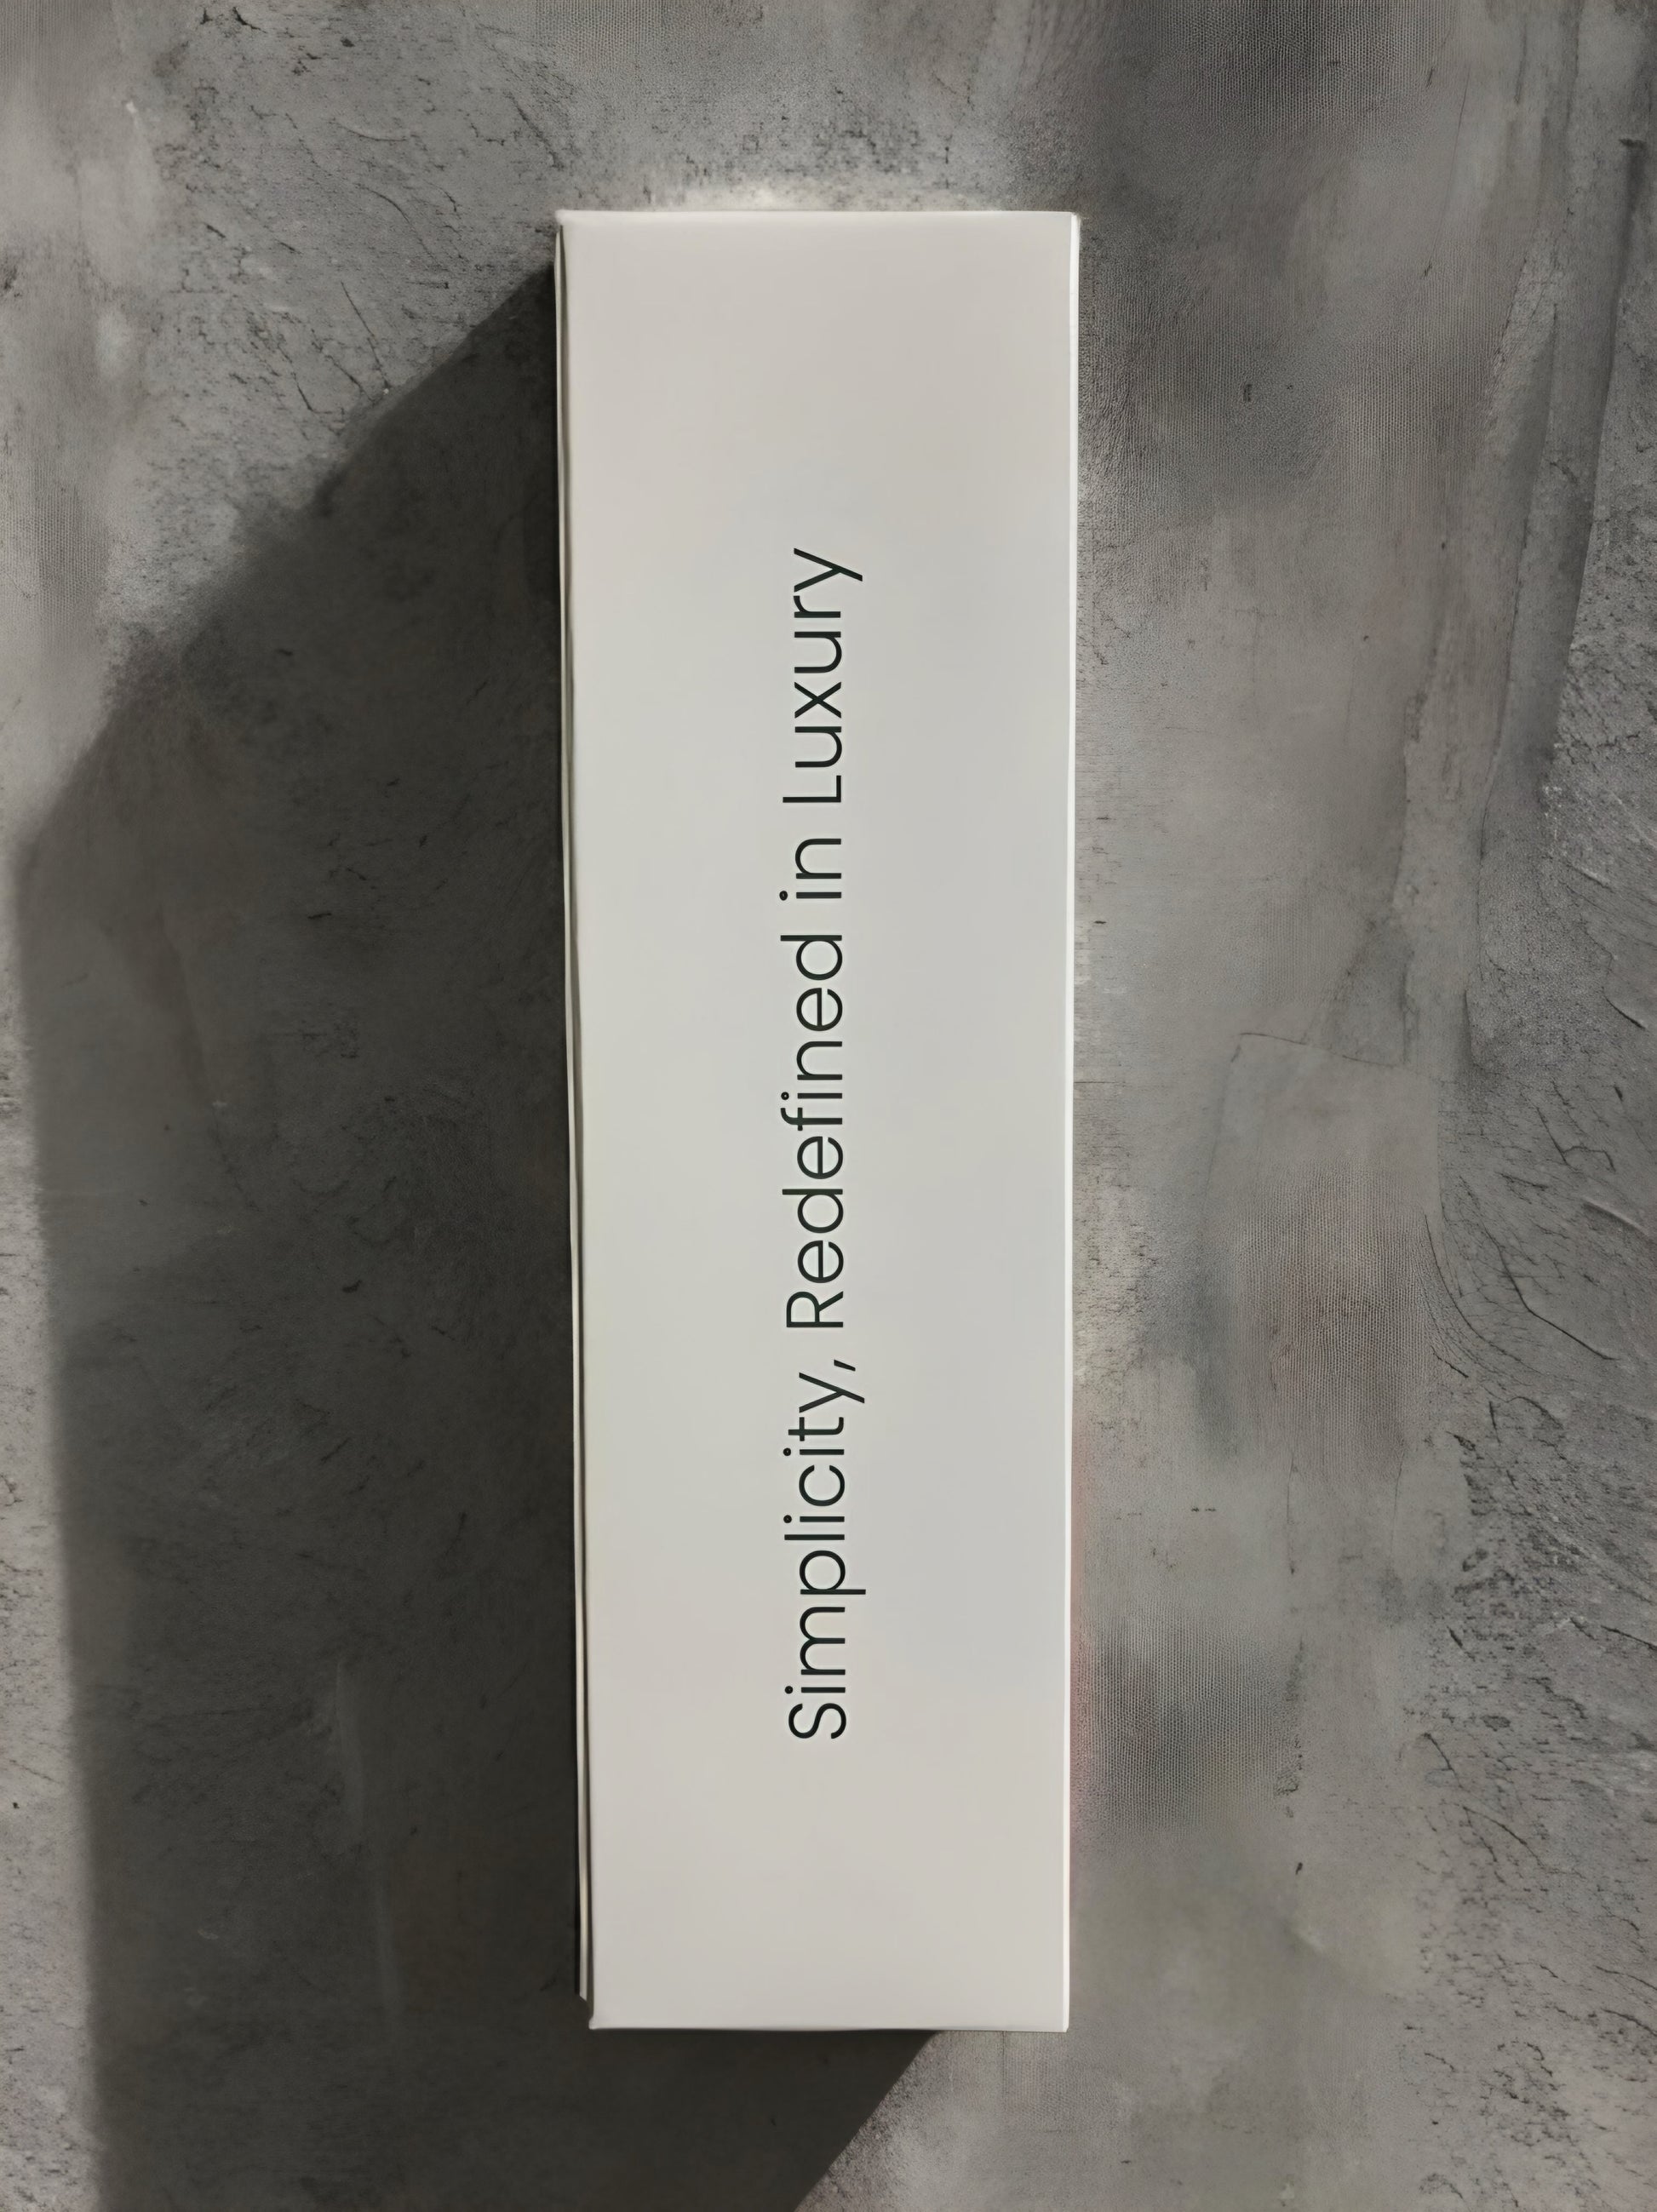 Simplicity, Redefined in Luxury